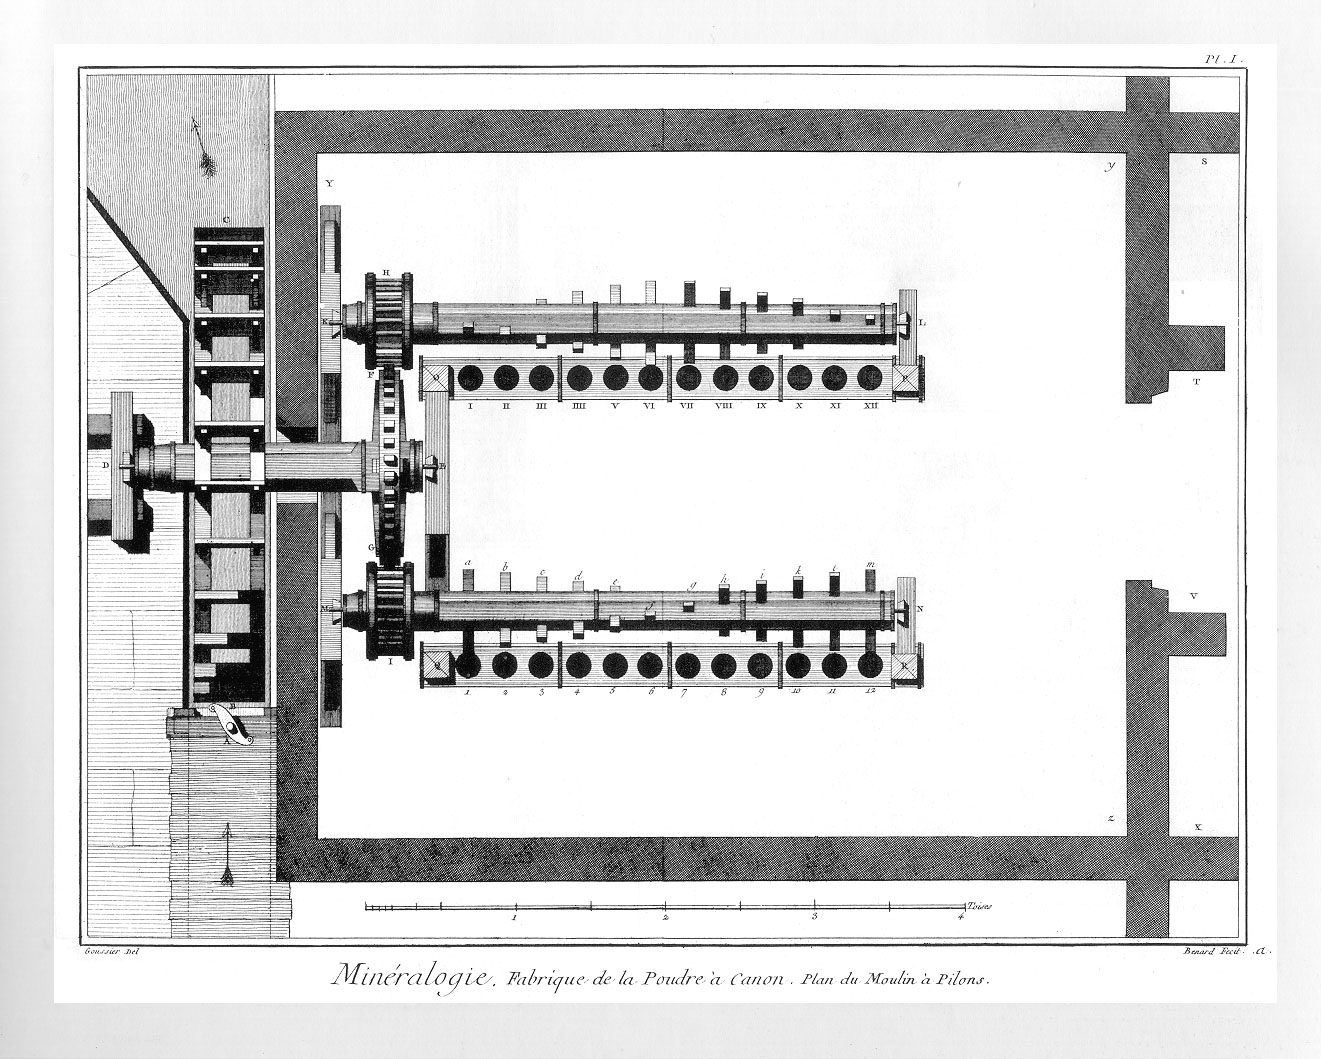 Pl. I.
y
S
Y
C
H
K
L
F
O
P
T
I II III IIII V VI VII VIII IX X XI XII
D
E
G
a b c d e f g h i k l m
V
M
N
Q
R
I
1 2 3 4 5 6 7 8 9 10 11 12
B
A
z
X
1 2 3 4 Toises
Goussier Del
Benard Fecit.
Minéralogie, Fabrique de la Poudre à Canon. Plan du Moulin à Pilons.